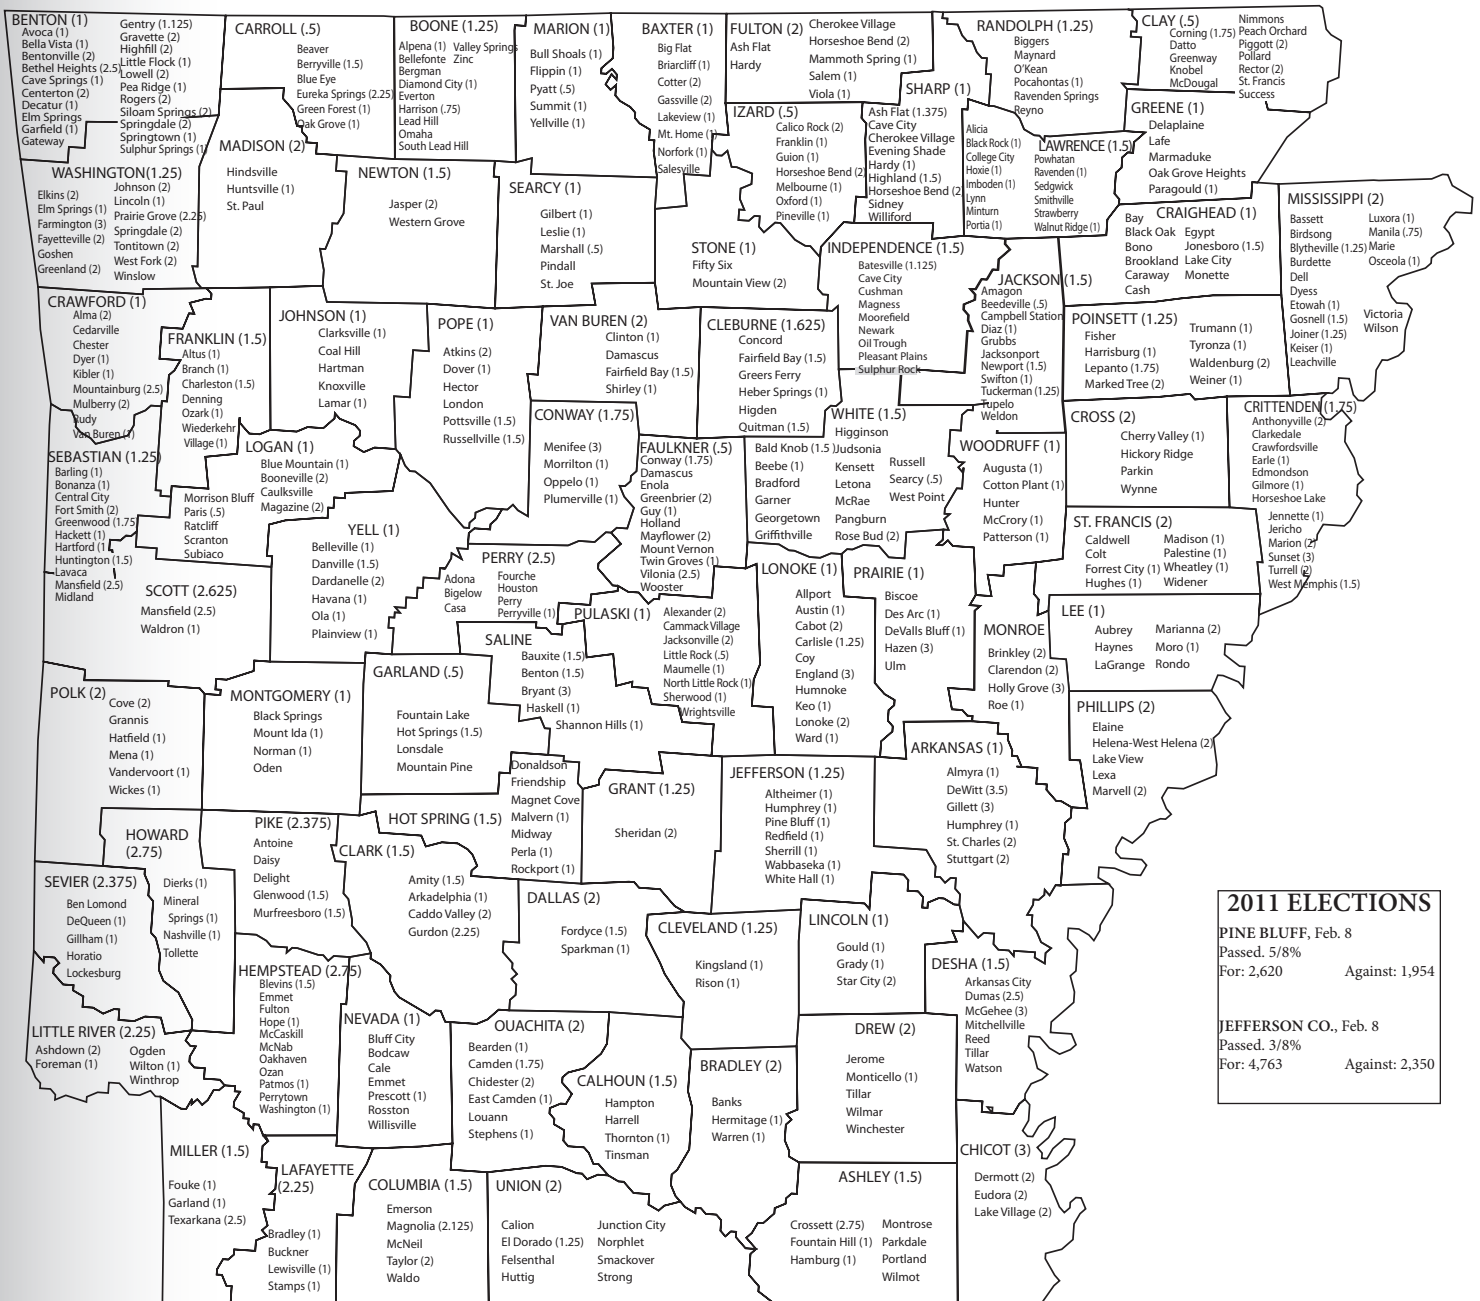 BENTON (1)
Avoca (1)
Bella Vista (1)
Bentonville (2)
Bethel Heights (2.5)
Cave Springs (1)
Centerton (2)
Decatur (1)
Elm Springs
Garfield (1)
Gateway
Gentry (1.125)
Gravette (2)
Highfill (2)
Little Flock (1)
Lowell (2)
Pea Ridge (1)
Rogers (2)
Siloam Springs (2)
Springdale (2)
Springtown (1)
Sulphur Springs (1)
CARROLL (.5)
Beaver
Berryville (1.5)
Blue Eye
Eureka Springs (2.25)
Green Forest (1)
Oak Grove (1)
BOONE (1.25)
Alpena (1)
Bellefonte
Bergman
Diamond City (1)
Everton
Harrison (.75)
Lead Hill
Omaha
South Lead Hill
Valley Springs
Zinc
MARION (1)
Bull Shoals (1)
Flippin (1)
Pyatt (.5)
Summit (1)
Yellville (1)
BAXTER (1)
Big Flat
Briarcliff (1)
Cotter (2)
Gassville (2)
Lakeview (1)
Mt. Home (1)
Norfork (1)
Salesville
FULTON (2)
Ash Flat
Hardy
Cherokee Village
Horseshoe Bend (2)
Mammoth Spring (1)
Salem (1)
Viola (1)
SHARP (1)
Ash Flat (1.375)
Cave City
Cherokee Village
Evening Shade
Hardy (1)
Highland (1.5)
Horseshoe Bend (2)
Sidney
Williford
RANDOLPH (1.25)
Biggers
Maynard
O'Kean
Pocahontas (1)
Ravenden Springs
Reyno
CLAY (.5)
Corning (1.75)
Datto
Greenway
Knobel
McDougal
Nimmons
Peach Orchard
Piggott (2)
Pollard
Rector (2)
St. Francis
Success
GREENE (1)
Delaplaine
Lafe
Marmaduke
Oak Grove Heights
Paragould (1)
IZARD (.5)
Calico Rock (2)
Franklin (1)
Guion (1)
Horseshoe Bend (2)
Melbourne (1)
Oxford (1)
Pineville (1)
LAWRENCE (1.5)
Alicia
Black Rock (1)
College City
Hoxie (1)
Imboden (1)
Lynn
Minturn
Portia (1)
Powhatan
Ravenden (1)
Sedgwick
Smithville
Strawberry
Walnut Ridge (1)
WASHINGTON(1.25)
Elkins (2)
Elm Springs (1)
Farmington (3)
Fayetteville (2)
Goshen
Greenland (2)
Johnson (2)
Lincoln (1)
Prairie Grove (2.25)
Springdale (2)
Tontitown (2)
West Fork (2)
Winslow
MADISON (2)
Hindsville
Huntsville (1)
St. Paul
NEWTON (1.5)
Jasper (2)
Western Grove
SEARCY (1)
Gilbert (1)
Leslie (1)
Marshall (.5)
Pindall
St. Joe
STONE (1)
Fifty Six
Mountain View (2)
INDEPENDENCE (1.5)
Batesville (1.125)
Cave City
Cushman
Magness
Moorefield
Newark
Oil Trough
Pleasant Plains
Sulphur Rock
JACKSON (1.5)
Amagon
Beedeville (.5)
Campbell Station
Diaz (1)
Grubbs
Jacksonport
Newport (1.5)
Swifton (1)
Tuckerman (1.25)
Tupelo
Weldon
CRAIGHEAD (1)
Bay
Black Oak
Bono
Brookland
Caraway
Cash
Egypt
Jonesboro (1.5)
Lake City
Monette
MISSISSIPPI (2)
Bassett
Birdsong
Blytheville (1.25)
Burdette
Dell
Dyess
Etowah (1)
Gosnell (1.5)
Joiner (1.25)
Keiser (1)
Leachville
Luxora (1)
Manila (.75)
Marie
Osceola (1)
Victoria
Wilson
CRAWFORD (1)
Alma (2)
Cedarville
Chester
Dyer (1)
Kibler (1)
Mountainburg (2.5)
Mulberry (2)
Rudy
Van Buren (1)
FRANKLIN (1.5)
Altus (1)
Branch (1)
Charleston (1.5)
Denning
Ozark (1)
Wiederkehr
Village (1)
JOHNSON (1)
Clarksville (1)
Coal Hill
Hartman
Knoxville
Lamar (1)
POPE (1)
Atkins (2)
Dover (1)
Hector
London
Pottsville (1.5)
Russellville (1.5)
VAN BUREN (2)
Clinton (1)
Damascus
Fairfield Bay (1.5)
Shirley (1)
CLEBURNE (1.625)
Concord
Fairfield Bay (1.5)
Greers Ferry
Heber Springs (1)
Higden
Quitman (1.5)
POINSETT (1.25)
Fisher
Harrisburg (1)
Lepanto (1.75)
Marked Tree (2)
Trumann (1)
Tyronza (1)
Waldenburg (2)
Weiner (1)
CROSS (2)
Cherry Valley (1)
Hickory Ridge
Parkin
Wynne
CRITTENDEN (1.75)
Anthonyville (2)
Clarkedale
Crawfordsville
Earle (1)
Edmondson
Gilmore (1)
Horseshoe Lake
Jennette (1)
Jericho
Marion (2)
Sunset (3)
Turrell (2)
West Memphis (1.5)
SEBASTIAN (1.25)
Barling (1)
Bonanza (1)
Central City
Fort Smith (2)
Greenwood (1.75)
Hackett (1)
Hartford (1)
Huntington (1.5)
Lavaca
Mansfield (2.5)
Midland
LOGAN (1)
Blue Mountain (1)
Booneville (2)
Caulksville
Magazine (2)
Morrison Bluff
Paris (.5)
Ratcliff
Scranton
Subiaco
CONWAY (1.75)
Menifee (3)
Morrilton (1)
Oppelo (1)
Plumerville (1)
FAULKNER (.5)
Conway (1.75)
Damascus
Enola
Greenbrier (2)
Guy (1)
Holland
Mayflower (2)
Mount Vernon
Twin Groves (1)
Vilonia (2.5)
Wooster
WHITE (1.5)
Bald Knob (1.5
Beebe (1)
Bradford
Garner
Georgetown
Griffithville
Higginson
Judsonia
Kensett
Letona
McRae
Pangburn
Rose Bud (2)
Russell
Searcy (.5)
West Point
WOODRUFF (1)
Augusta (1)
Cotton Plant (1)
Hunter
McCrory (1)
Patterson (1)
ST. FRANCIS (2)
Caldwell
Colt
Forrest City (1)
Hughes (1)
Madison (1)
Palestine (1)
Wheatley (1)
Widener
SCOTT (2.625)
Mansfield (2.5)
Waldron (1)
YELL (1)
Belleville (1)
Danville (1.5)
Dardanelle (2)
Havana (1)
Ola (1)
Plainview (1)
PERRY (2.5)
Adona
Bigelow
Casa
Fourche
Houston
Perry
Perryville (1)
PULASKI (1)
Alexander (2)
Cammack Village
Jacksonville (2)
Little Rock (.5)
Maumelle (1)
North Little Rock (1)
Sherwood (1)
Wrightsville
LONOKE (1)
Allport
Austin (1)
Cabot (2)
Carlisle (1.25)
Coy
England (3)
Humnoke
Keo (1)
Lonoke (2)
Ward (1)
PRAIRIE (1)
Biscoe
Des Arc (1)
DeValls Bluff (1)
Hazen (3)
Ulm
MONROE
Brinkley (2)
Clarendon (2)
Holly Grove (3)
Roe (1)
LEE (1)
Aubrey
Haynes
LaGrange
Marianna (2)
Moro (1)
Rondo
PHILLIPS (2)
Elaine
Helena-West Helena (2)
Lake View
Lexa
Marvell (2)
POLK (2)
Cove (2)
Grannis
Hatfield (1)
Mena (1)
Vandervoort (1)
Wickes (1)
MONTGOMERY (1)
Black Springs
Mount Ida (1)
Norman (1)
Oden
GARLAND (.5)
Fountain Lake
Hot Springs (1.5)
Lonsdale
Mountain Pine
SALINE
Bauxite (1.5)
Benton (1.5)
Bryant (3)
Haskell (1)
Shannon Hills (1)
HOT SPRING (1.5)
Donaldson
Friendship
Magnet Cove
Malvern (1)
Midway
Perla (1)
Rockport (1)
GRANT (1.25)
Sheridan (2)
JEFFERSON (1.25)
Altheimer (1)
Humphrey (1)
Pine Bluff (1)
Redfield (1)
Sherrill (1)
Wabbaseka (1)
White Hall (1)
ARKANSAS (1)
Almyra (1)
DeWitt (3.5)
Gillett (3)
Humphrey (1)
St. Charles (2)
Stuttgart (2)
HOWARD
(2.75)
Dierks (1)
Mineral
Springs (1)
Nashville (1)
Tollette
PIKE (2.375)
Antoine
Daisy
Delight
Glenwood (1.5)
Murfreesboro (1.5)
CLARK (1.5)
Amity (1.5)
Arkadelphia (1)
Caddo Valley (2)
Gurdon (2.25)
SEVIER (2.375)
Ben Lomond
DeQueen (1)
Gillham (1)
Horatio
Lockesburg
DALLAS (2)
Fordyce (1.5)
Sparkman (1)
CLEVELAND (1.25)
Kingsland (1)
Rison (1)
LINCOLN (1)
Gould (1)
Grady (1)
Star City (2)
DESHA (1.5)
Arkansas City
Dumas (2.5)
McGehee (3)
Mitchellville
Reed
Tillar
Watson
2011 ELECTIONS
PINE BLUFF, Feb. 8
Passed. 5/8%
For: 2,620 Against: 1,954
JEFFERSON CO., Feb. 8
Passed. 3/8%
For: 4,763 Against: 2,350
HEMPSTEAD (2.75)
Blevins (1.5)
Emmet
Fulton
Hope (1)
McCaskill
McNab
Oakhaven
Ozan
Patmos (1)
Perrytown
Washington (1)
LITTLE RIVER (2.25)
Ashdown (2)
Foreman (1)
Ogden
Wilton (1)
Winthrop
NEVADA (1)
Bluff City
Bodcaw
Cale
Emmet
Prescott (1)
Rosston
Willisville
OUACHITA (2)
Bearden (1)
Camden (1.75)
Chidester (2)
East Camden (1)
Louann
Stephens (1)
CALHOUN (1.5)
Hampton
Harrell
Thornton (1)
Tinsman
BRADLEY (2)
Banks
Hermitage (1)
Warren (1)
DREW (2)
Jerome
Monticello (1)
Tillar
Wilmar
Winchester
MILLER (1.5)
Fouke (1)
Garland (1)
Texarkana (2.5)
LAFAYETTE
(2.25)
Bradley (1)
Buckner
Lewisville (1)
Stamps (1)
COLUMBIA (1.5)
Emerson
Magnolia (2.125)
McNeil
Taylor (2)
Waldo
UNION (2)
Calion
El Dorado (1.25)
Felsenthal
Huttig
Junction City
Norphlet
Smackover
Strong
ASHLEY (1.5)
Crossett (2.75)
Fountain Hill (1)
Hamburg (1)
Montrose
Parkdale
Portland
Wilmot
CHICOT (3)
Dermott (2)
Eudora (2)
Lake Village (2)